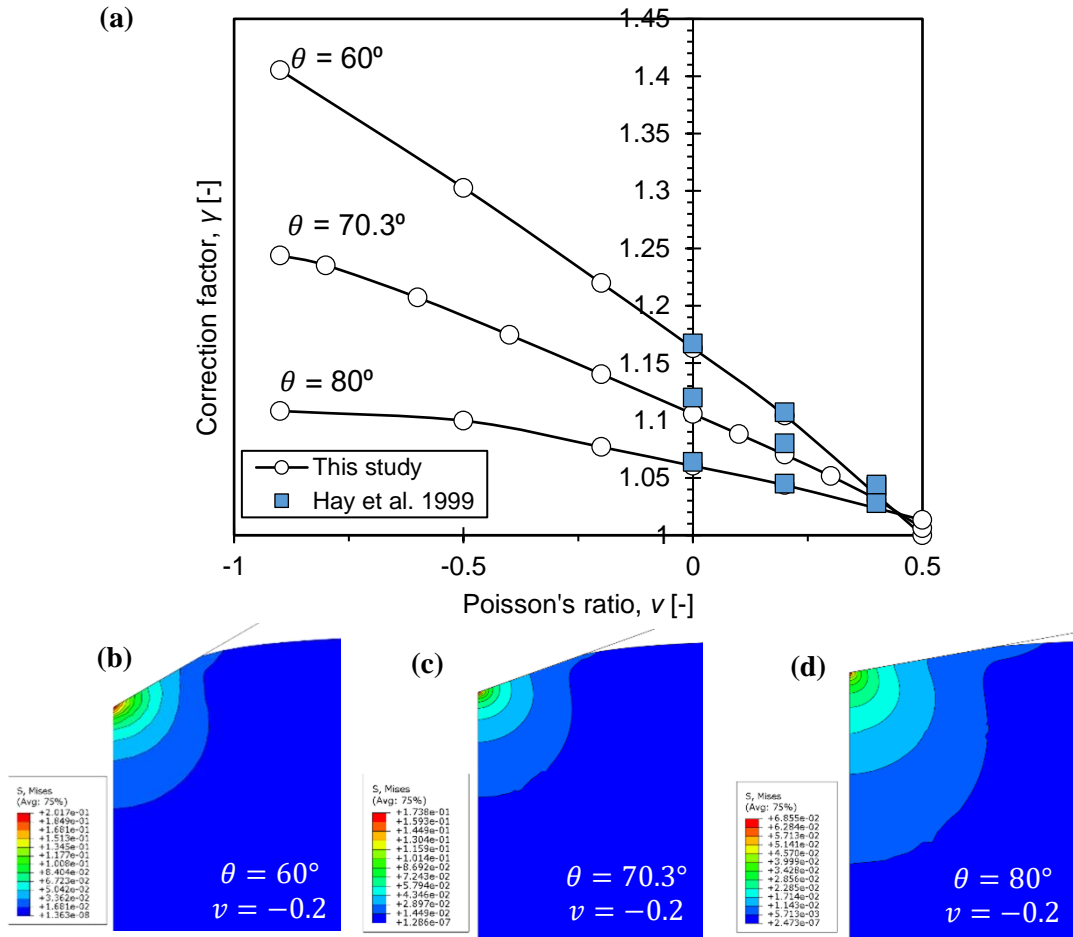 (a)
1.45
1.4
1.35
1.3
1.25
1.2
1.15
1.1
1.05
1
θ = 60º
θ = 70.3º
θ = 80º
Correction factor, γ [-]
This study
Hay et al. 1999
-1 -0.5 0 0.5
Poisson's ratio, v [-]
(b)
S, Mises
(Avg: 75%)
+2.017e-01
+1.849e-01
+1.681e-01
+1.513e-01
+1.345e-01
+1.177e-01
+1.008e-01
+8.404e-02
+6.723e-02
+5.042e-02
+3.362e-02
+1.681e-02
+1.363e-08
θ = 60°
v = −0.2
(c)
S, Mises
(Avg: 75%)
+1.738e-01
+1.593e-01
+1.449e-01
+1.304e-01
+1.159e-01
+1.014e-01
+8.692e-02
+7.243e-02
+5.794e-02
+4.346e-02
+2.897e-02
+1.449e-02
+1.286e-07
θ = 70.3°
v = −0.2
(d)
S, Mises
(Avg: 75%)
+6.855e-02
+6.284e-02
+5.713e-02
+5.141e-02
+4.570e-02
+3.999e-02
+3.428e-02
+2.856e-02
+2.285e-02
+1.714e-02
+1.143e-02
+5.713e-03
+2.473e-07
θ = 80°
v = −0.2